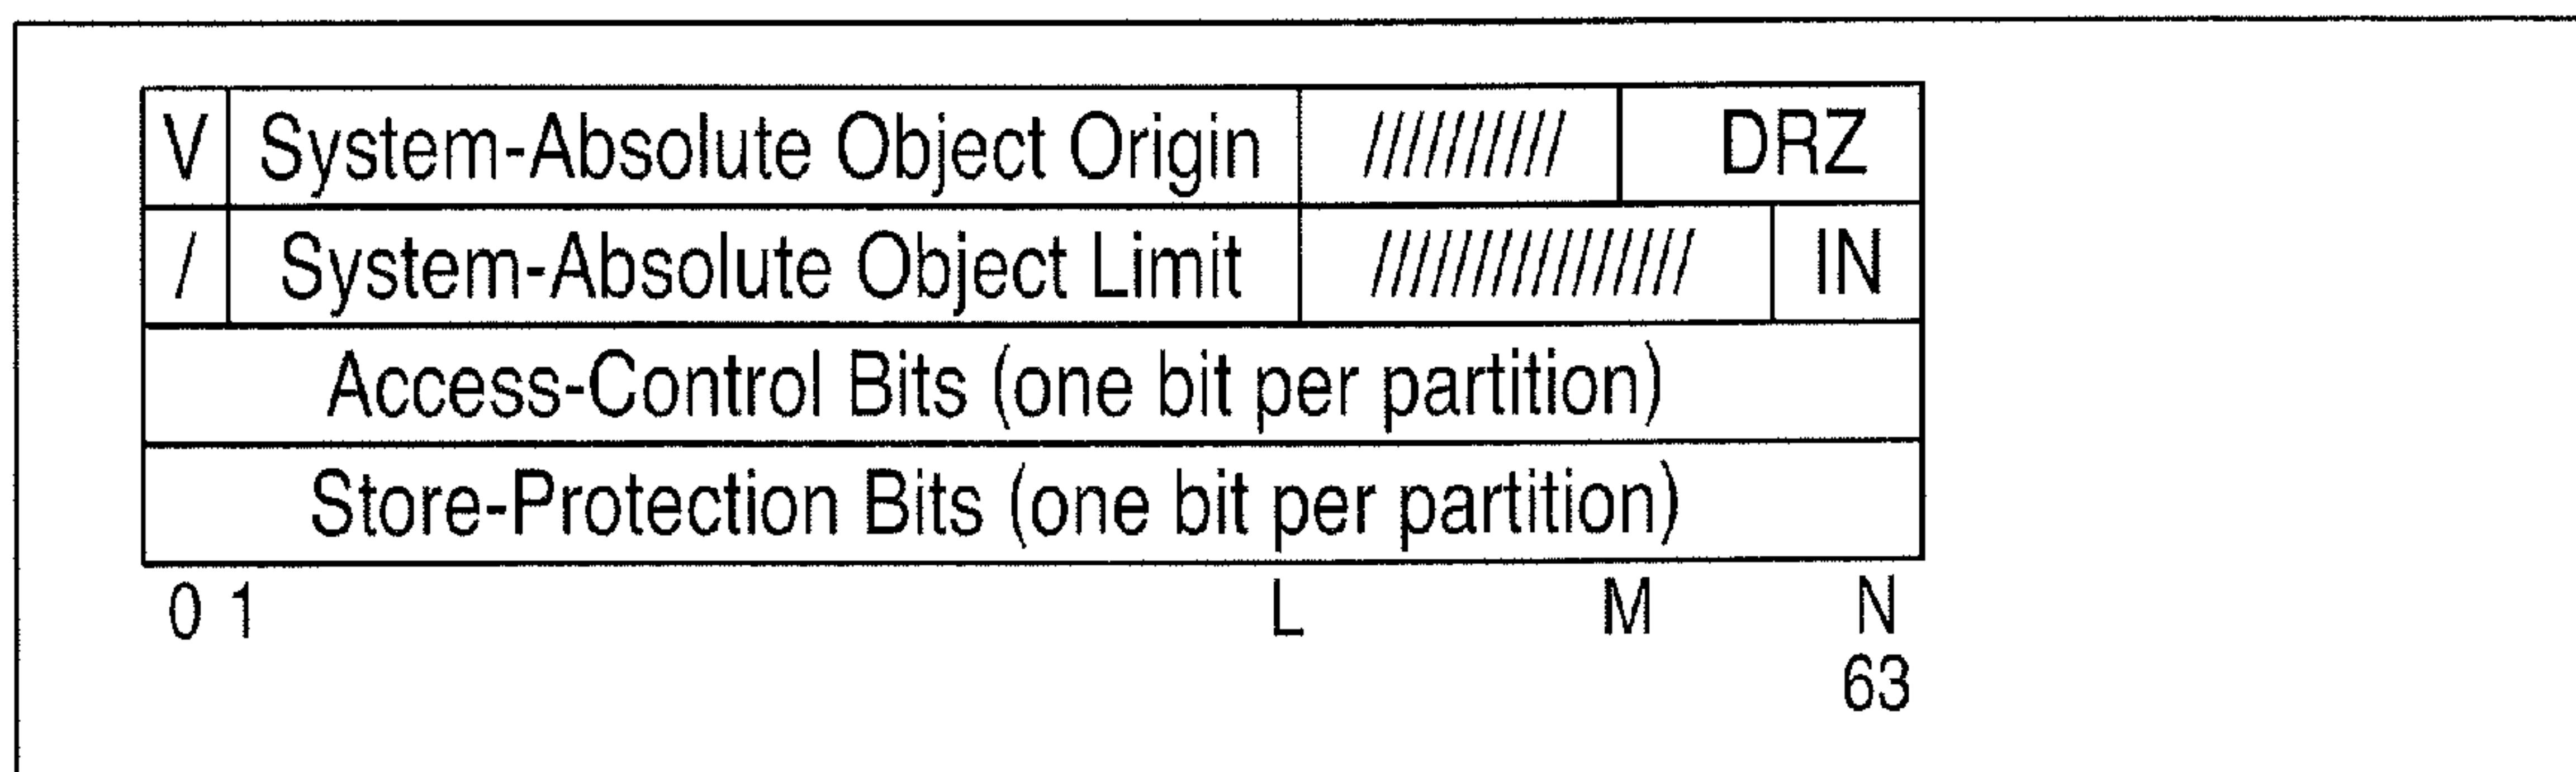 V System-Absolute Object Origin ////////// DRZ
/ System-Absolute Object Limit //////////////// IN
Access-Control Bits (one bit per partition)
Store-Protection Bits (one bit per partition)
0 1 L M N
63